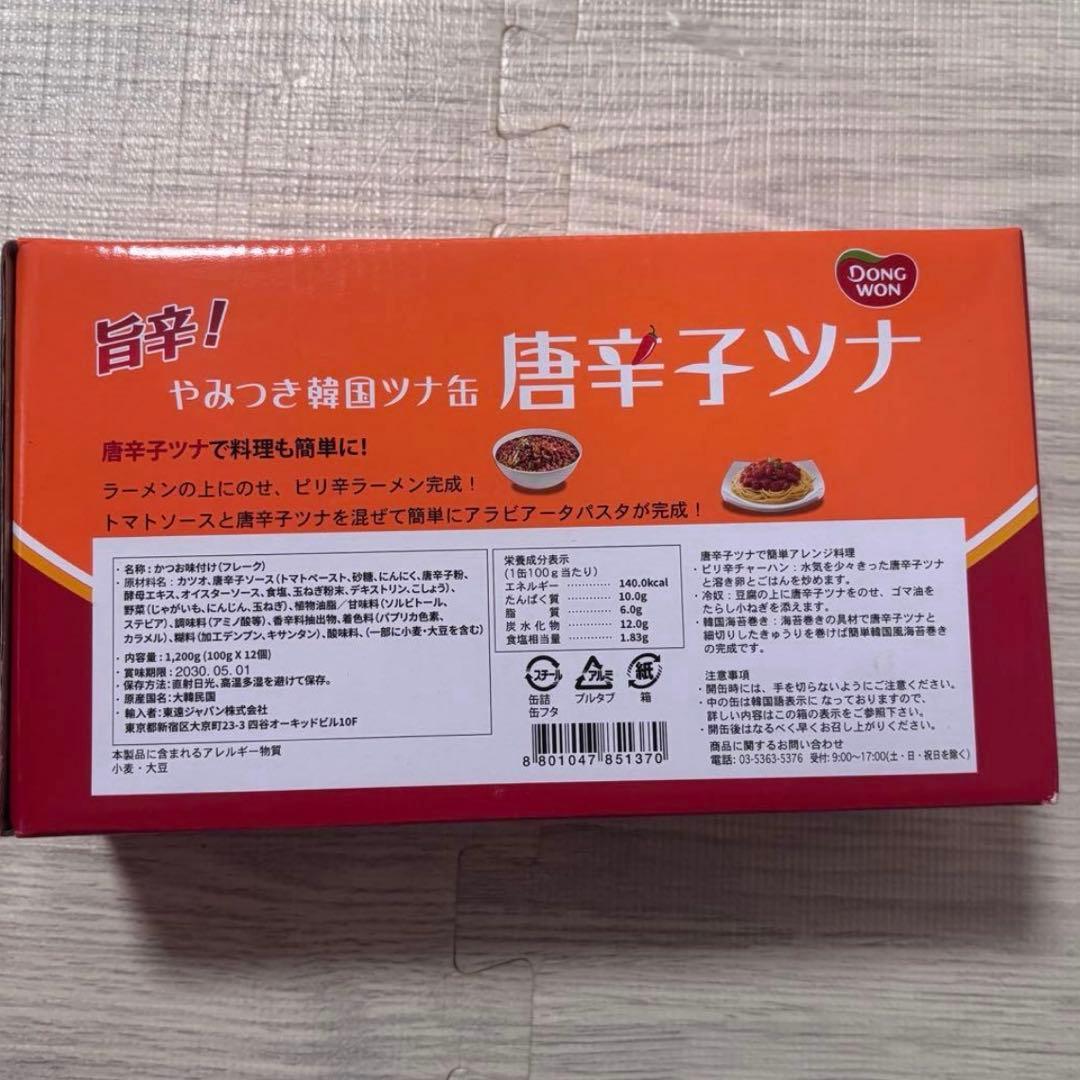 DONG
WON
旨辛!
やみつき韓国ツナ缶 唐辛子ツナ
唐辛子ツナで料理も簡単に!
ラーメンの上にのせ、ピリ辛ラーメン完成！
トマトソースと唐辛子ツナを混ぜて簡単にアラビアータパスタが完成！
・名称:かつお味付け(フレーク)
・原材料名: カツオ、唐辛子ソース(トマトペースト、砂糖、にんにく、唐辛子粉、
酵母エキス、オイスターソース、食塩、玉ねぎ粉末、デキストリン、こしょう)、
野菜(じゃがいも、にんじん、玉ねぎ)、植物油脂／甘味料(ソルビトール、
ステビア)、調味料(アミノ酸等)、香辛料抽出物、着色料(パプリカ色素、
カラメル)、糊料(加工デンプン、キサンタン)、酸味料、(一部に小麦・大豆を含む)
・内容量:1,200g (100g X 12個)
・賞味期限:2030. 05. 01
・保存方法:直射日光、高温多湿を避けて保存。
・原産国名:大韓民国
・輸入者:東遠ジャパン株式会社
東京都新宿区大京町23-3 四谷オーキッドビル10F
本製品に含まれるアレルギー物質
小麦・大豆
栄養成分表示
(1缶100g当たり)
エネルギー ………… 140.0kcal
たんぱく質 ………… 10.0g
脂質 ………… 6.0g
炭水化物 ………… 12.0g
食塩相当量 ………… 1.83g
スチール
缶詰
缶フタ
アルミ
プルタブ
紙
箱
8 801047 851370
唐辛子ツナで簡単アレンジ料理
・ピリ辛チャーハン：水気を少々きった唐辛子ツナ
と溶き卵とごはんを炒めます。
・冷奴：豆腐の上に唐辛子ツナをのせ、ゴマ油を
たらし小ねぎを添えます。
・韓国海苔巻き：海苔巻きの具材で唐辛子ツナと
細切りしたきゅうりを巻けば簡単韓国風海苔巻き
の完成です。
注意事項
・開缶時には、手を切らないようにご注意ください。
・中の缶は韓国語表示に なっておりますので、
詳しい内容はこの箱の表示をご参照下さい。
・開缶後はなるべく早くお召し上がりください。
商品に関するお問い合わせ
電話: 03-5363-5376 受付: 9:00〜17:00(土・日・祝日を除く)